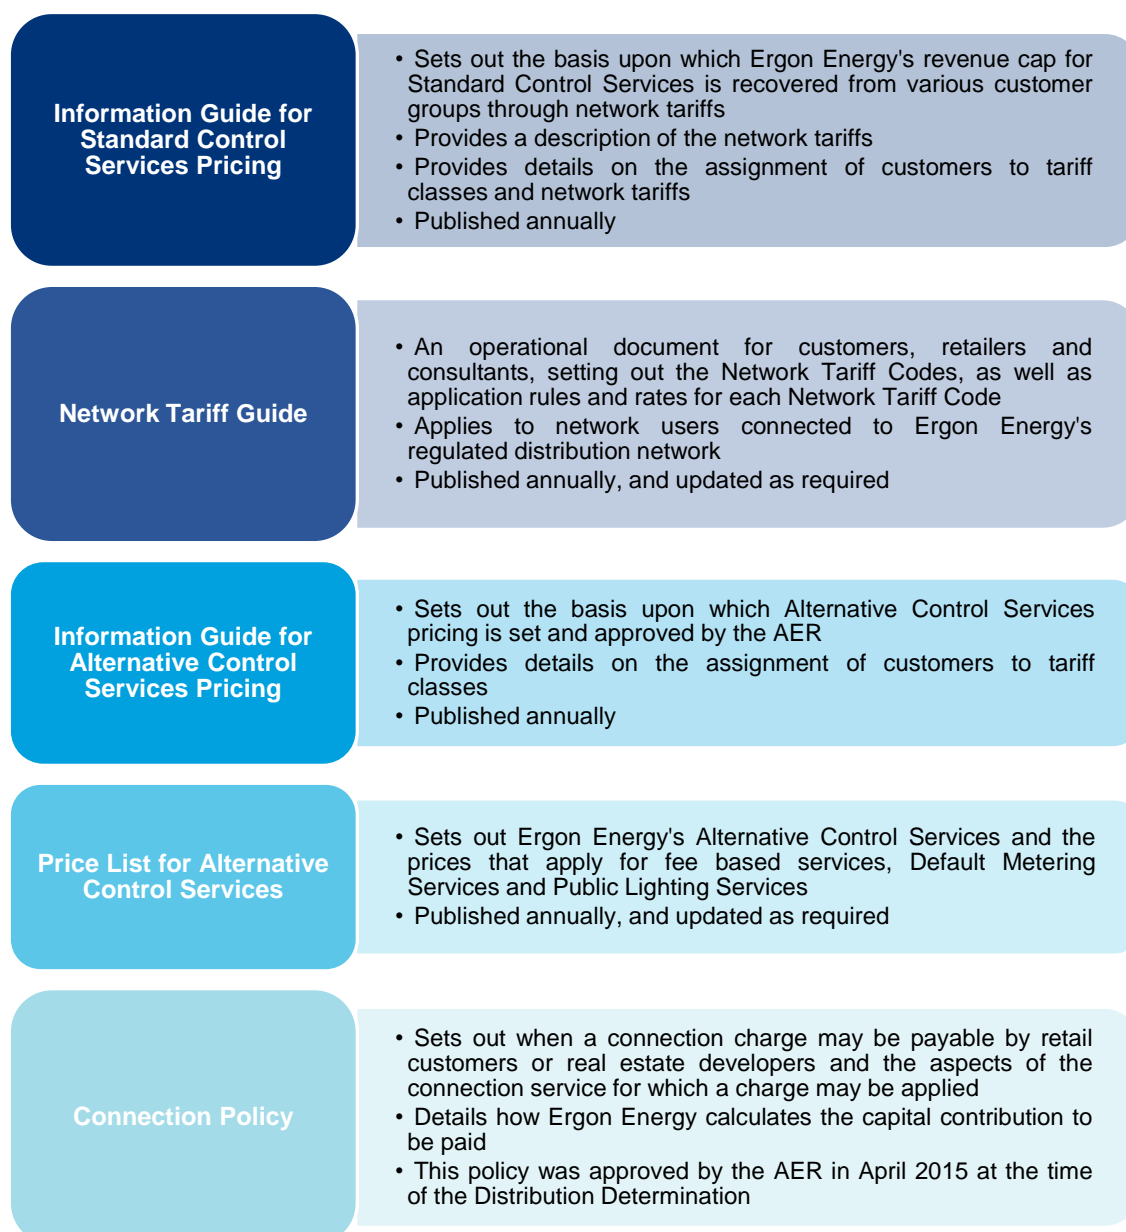 Information Guide for
Standard Control
Services Pricing
• Sets out the basis upon which Ergon Energy's revenue cap for
Standard Control Services is recovered from various customer
groups through network tariffs
• Provides a description of the network tariffs
• Provides details on the assignment of customers to tariff
classes and network tariffs
• Published annually
Network Tariff Guide
• An operational document for customers, retailers and
consultants, setting out the Network Tariff Codes, as well as
application rules and rates for each Network Tariff Code
• Applies to network users connected to Ergon Energy's
regulated distribution network
• Published annually, and updated as required
Information Guide for
Alternative Control
Services Pricing
• Sets out the basis upon which Alternative Control Services
pricing is set and approved by the AER
• Provides details on the assignment of customers to tariff
classes
• Published annually
Price List for Alternative
Control Services
• Sets out Ergon Energy's Alternative Control Services and the
prices that apply for fee based services, Default Metering
Services and Public Lighting Services
• Published annually, and updated as required
Connection Policy
• Sets out when a connection charge may be payable by retail
customers or real estate developers and the aspects of the
connection service for which a charge may be applied
• Details how Ergon Energy calculates the capital contribution to
be paid
• This policy was approved by the AER in April 2015 at the time
of the Distribution Determination